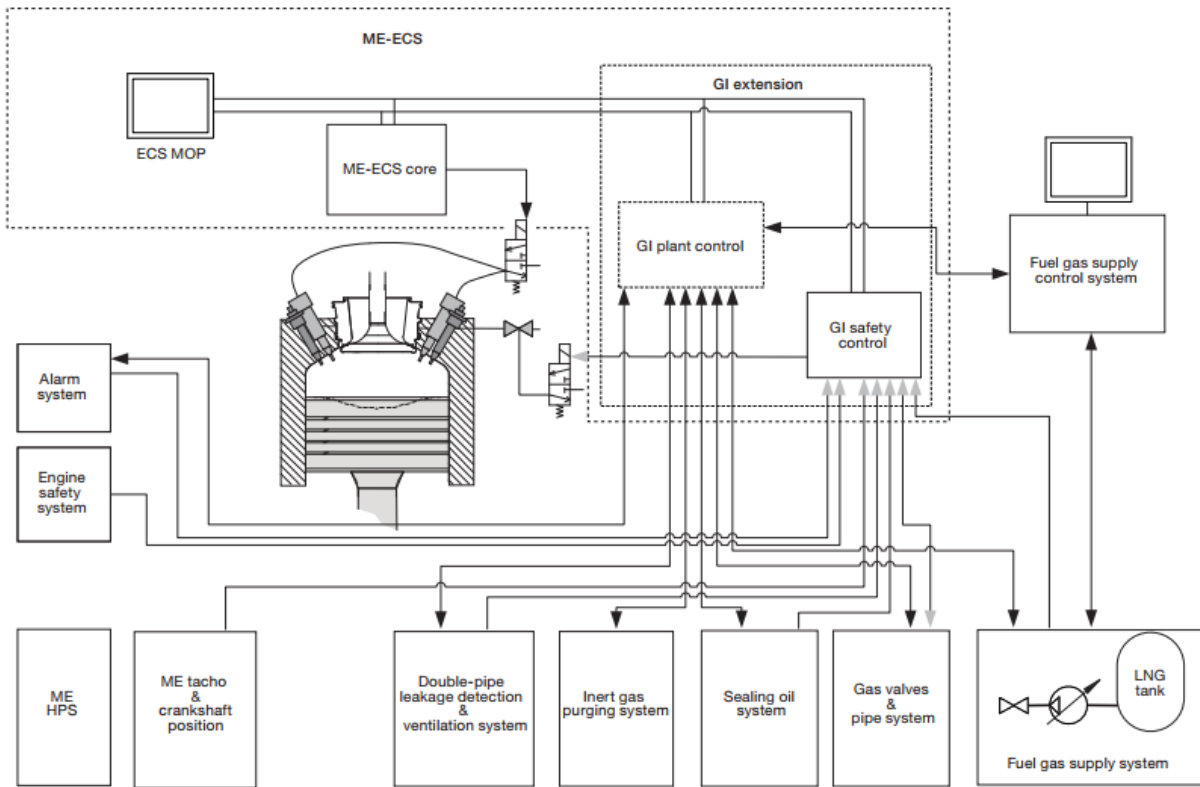 ME-ECS
GI extension
ECS MOP
ME-ECS core
GI plant control
Fuel gas supply
control system
GI safety
control
Alarm
system
Engine
safety
system
ME
HPS
ME tacho
&
crankshaft
position
Double-pipe
leakage detection
&
ventilation system
Inert gas
purging system
Sealing oil
system
Gas valves
&
pipe system
LNG
tank
Fuel gas supply system